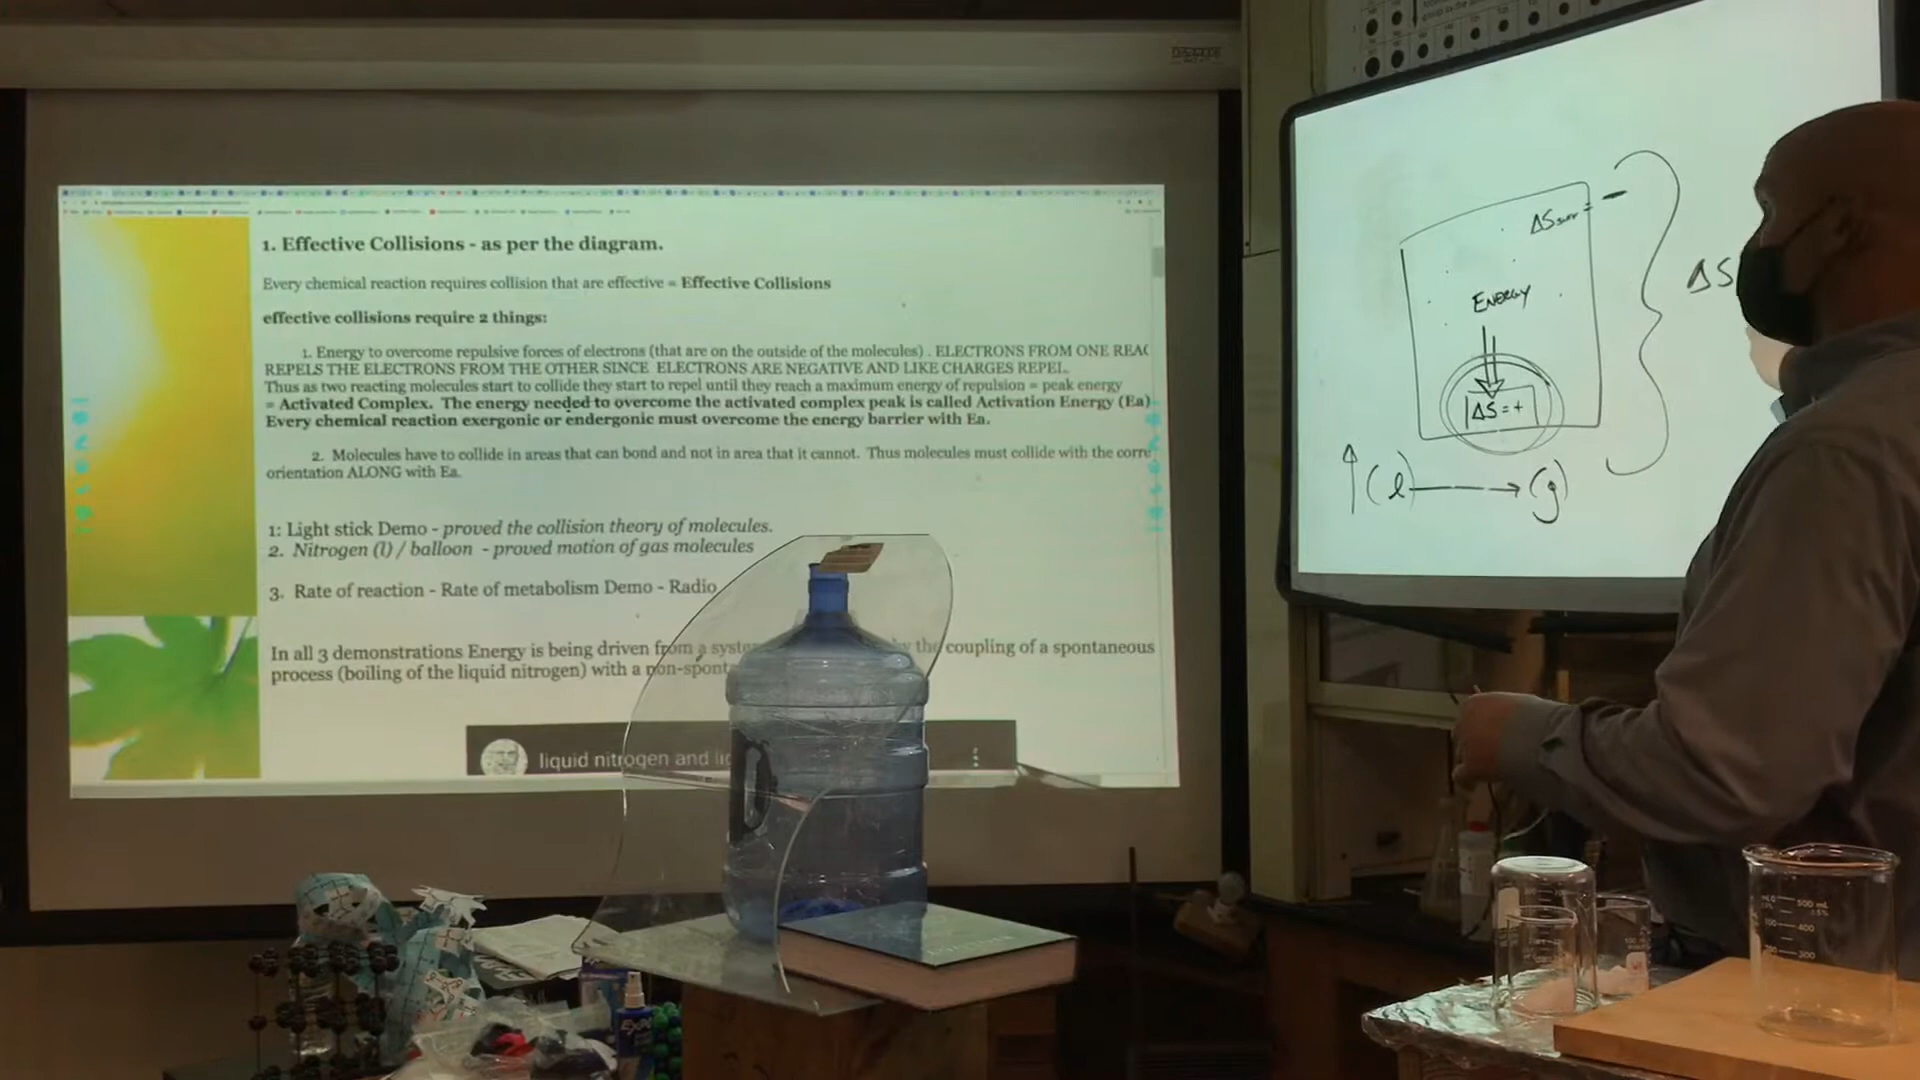 1. Effective Collisions - as per the diagram.
Every chemical reaction requires collision that are effective = Effective Collisions
effective collisions require 2 things:
1. Energy to overcome repulsive forces of electrons (that are on the outside of the molecules) . ELECTRONS FROM ONE REAC
REPELS THE ELECTRONS FROM THE OTHER SINCE ELECTRONS ARE NEGATIVE AND LIKE CHARGES REPEL.
Thus as two reacting molecules start to collide they start to repel until they reach a maximum energy of repulsion = peak energy
= Activated Complex. The energy needed to overcome the activated complex peak is called Activation Energy (Ea)
Every chemical reaction exergonic or endergonic must overcome the energy barrier with Ea.
2. Molecules have to collide in areas that can bond and not in area that it cannot. Thus molecules must collide with the corre
orientation ALONG with Ea.
1: Light stick Demo - proved the collision theory of molecules.
2. Nitrogen (l) / balloon - proved motion of gas molecules
3. Rate of reaction - Rate of metabolism Demo - Radio
In all 3 demonstrations Energy is being driven from a syste by the coupling of a spontaneous
process (boiling of the liquid nitrogen) with a non-spont
liquid nitrogen and li
ΔSsurr = -
ENERGY
ΔS
ΔS = +
(l) → (g)
500 mL
400
300